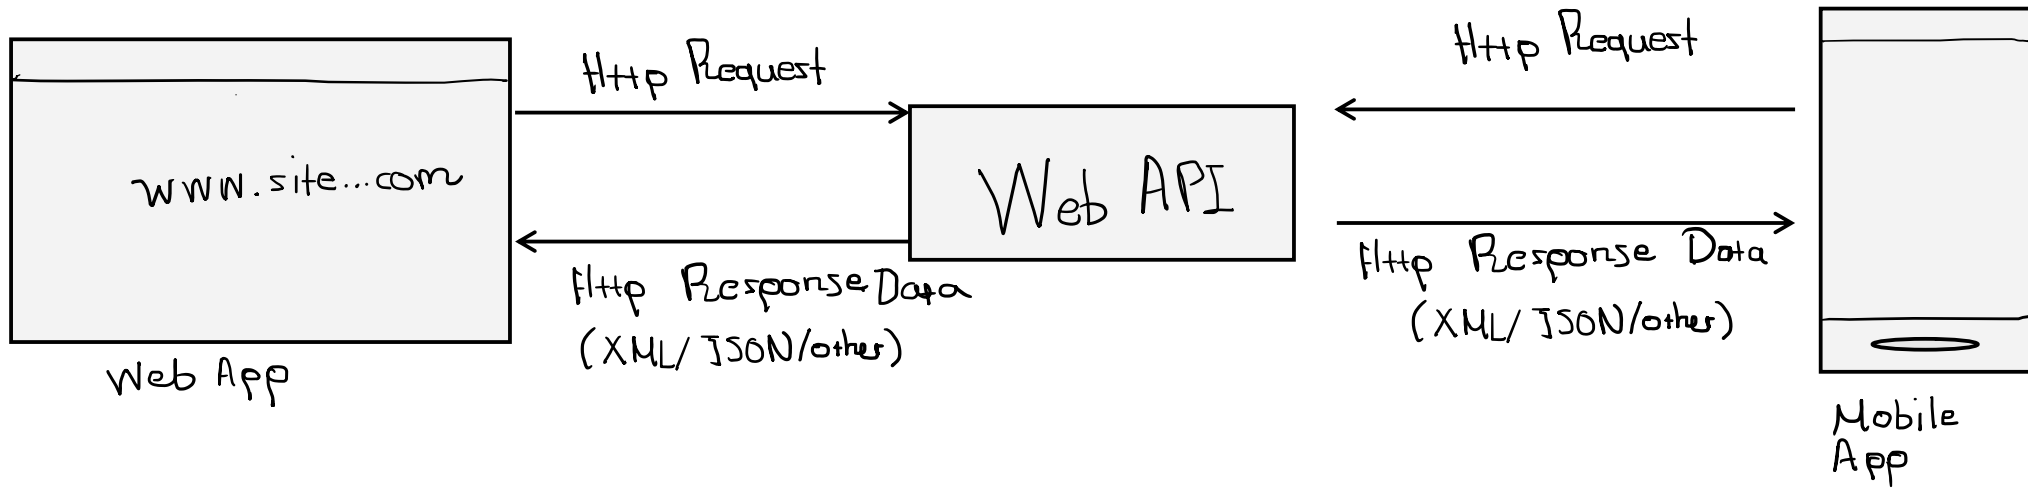 Http Request
Http Request
www.site...com
Web API
Http Response Data
(XML/JSON/other)
Http Response Data
(XML/JSON/other)
Web App
Mobile
App